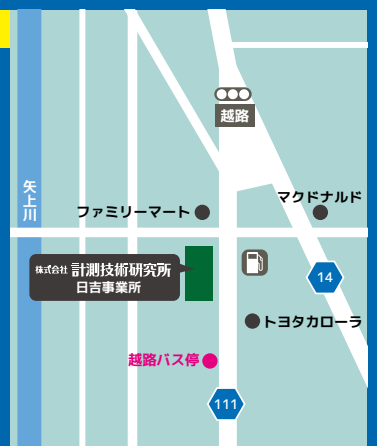 越路
矢上川
マクドナルド
ファミリーマート
株式会社 計測技術研究所
日吉事業所
14
トヨタカローラ
越路バス停
111